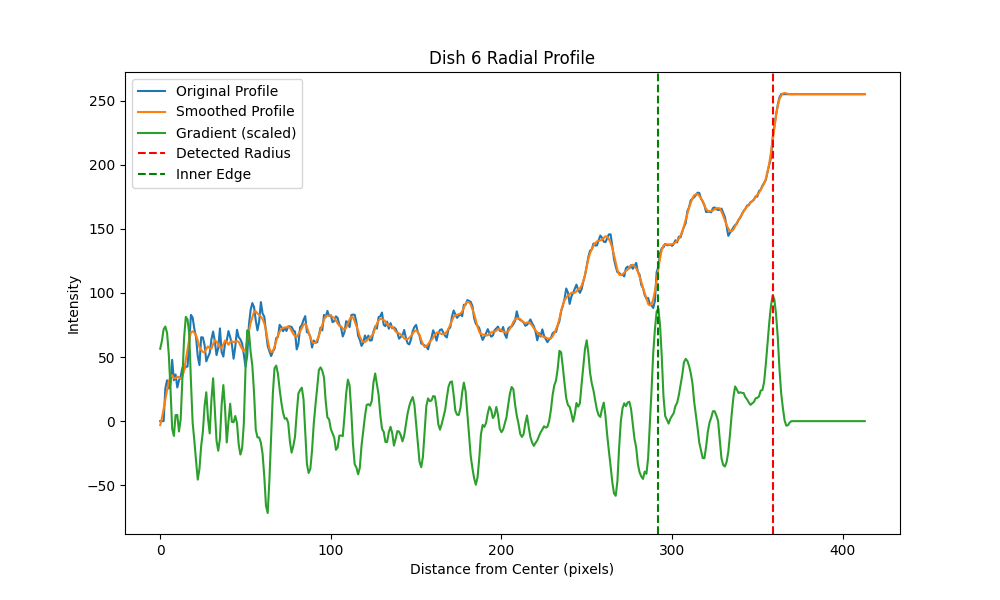 Dish 6 Radial Profile
Original Profile
Smoothed Profile
Gradient (scaled)
Detected Radius
Inner Edge
Intensity
250
200
150
100
50
0
−50
0 100 200 300 400
Distance from Center (pixels)